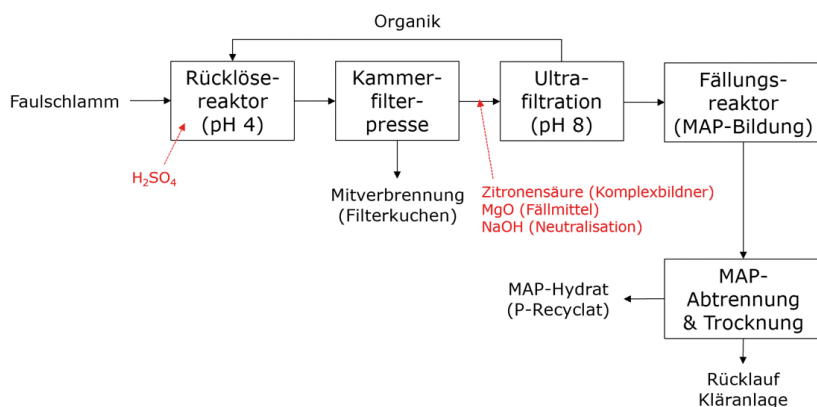 Organik
Faulschlamm
Rücklöse-
reaktor
(pH 4)
Kammer-
filter-
presse
Ultra-
filtration
(pH 8)
Fällungs-
reaktor
(MAP-Bildung)
H₂SO₄
Mitverbrennung
(Filterkuchen)
Zitronensäure (Komplexbildner)
MgO (Fällmittel)
NaOH (Neutralisation)
MAP-Hydrat
(P-Recyclat)
MAP-
Abtrennung
& Trocknung
Rücklauf
Kläranlage